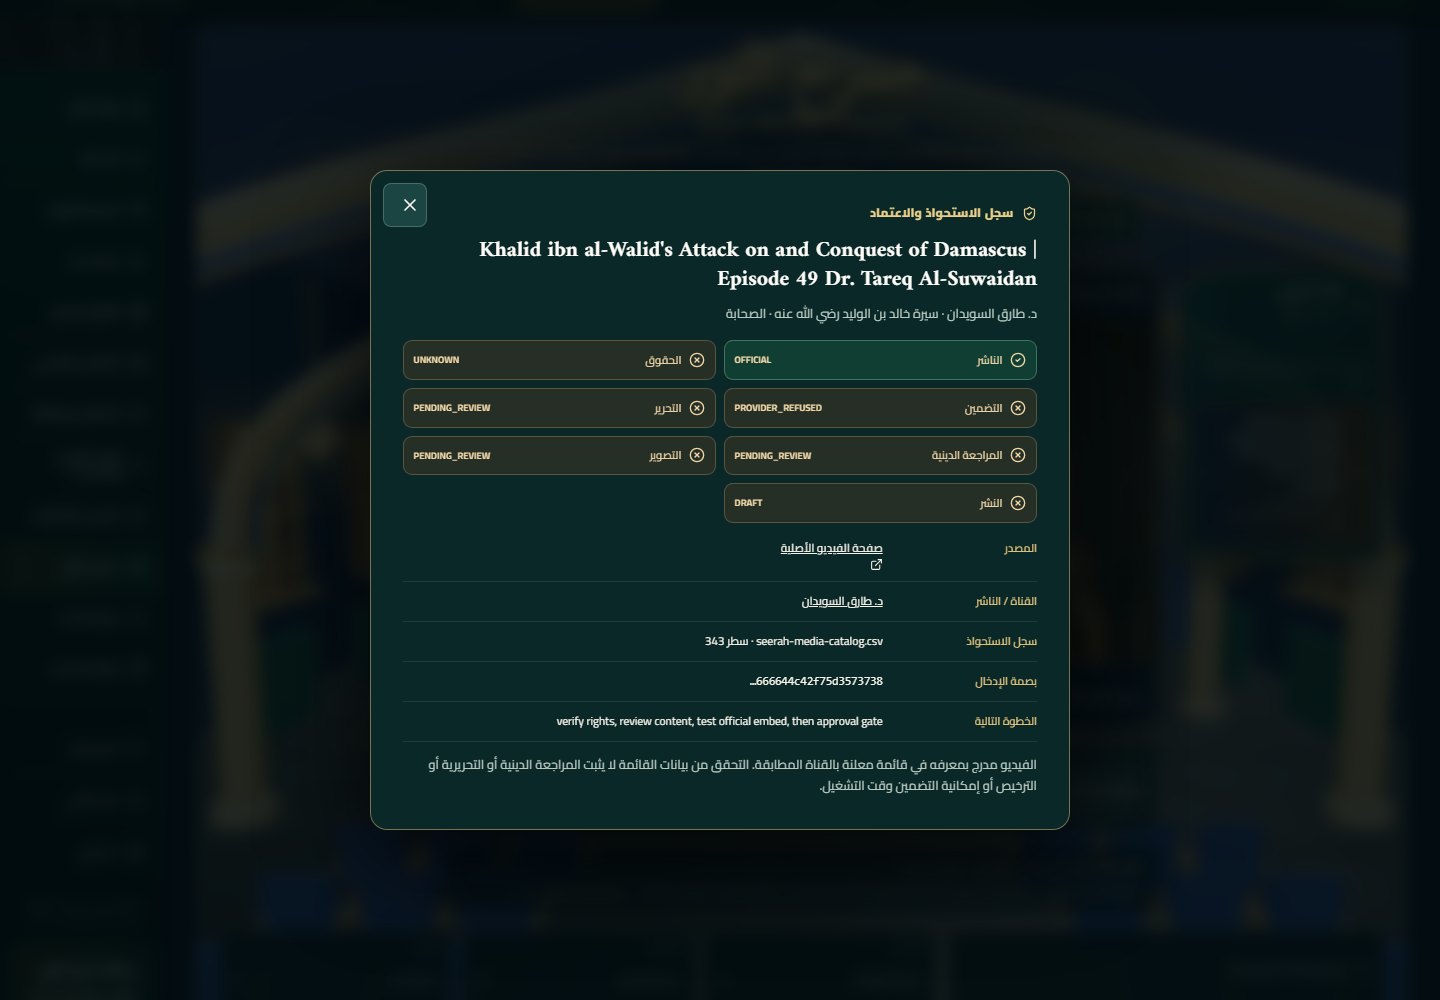 سجل الاستحواذ والاعتماد
Khalid ibn al-Walid's Attack on and Conquest of Damascus |
Episode 49 Dr. Tareq Al-Suwaidan
د. طارق السويدان · سيرة خالد بن الوليد رضي الله عنه · الصحابة
الناشر OFFICIAL
الحقوق UNKNOWN
التضمين PROVIDER_REFUSED
التحرير PENDING_REVIEW
المراجعة الدينية PENDING_REVIEW
التصوير PENDING_REVIEW
النشر DRAFT
المصدر صفحة الفيديو الأصلية
القناة / الناشر د. طارق السويدان
سجل الاستحواذ seerah-media-catalog.csv · سطر 343
بصمة الإدخال 666644c42f75d3573738...
الخطوة التالية verify rights, review content, test official embed, then approval gate
الفيديو مدرج بمعرفه في قائمة معلنة بالقناة المطابقة. التحقق من بيانات القائمة لا يثبت المراجعة الدينية أو التحريرية أو
الترخيص أو إمكانية التضمين وقت التشغيل.